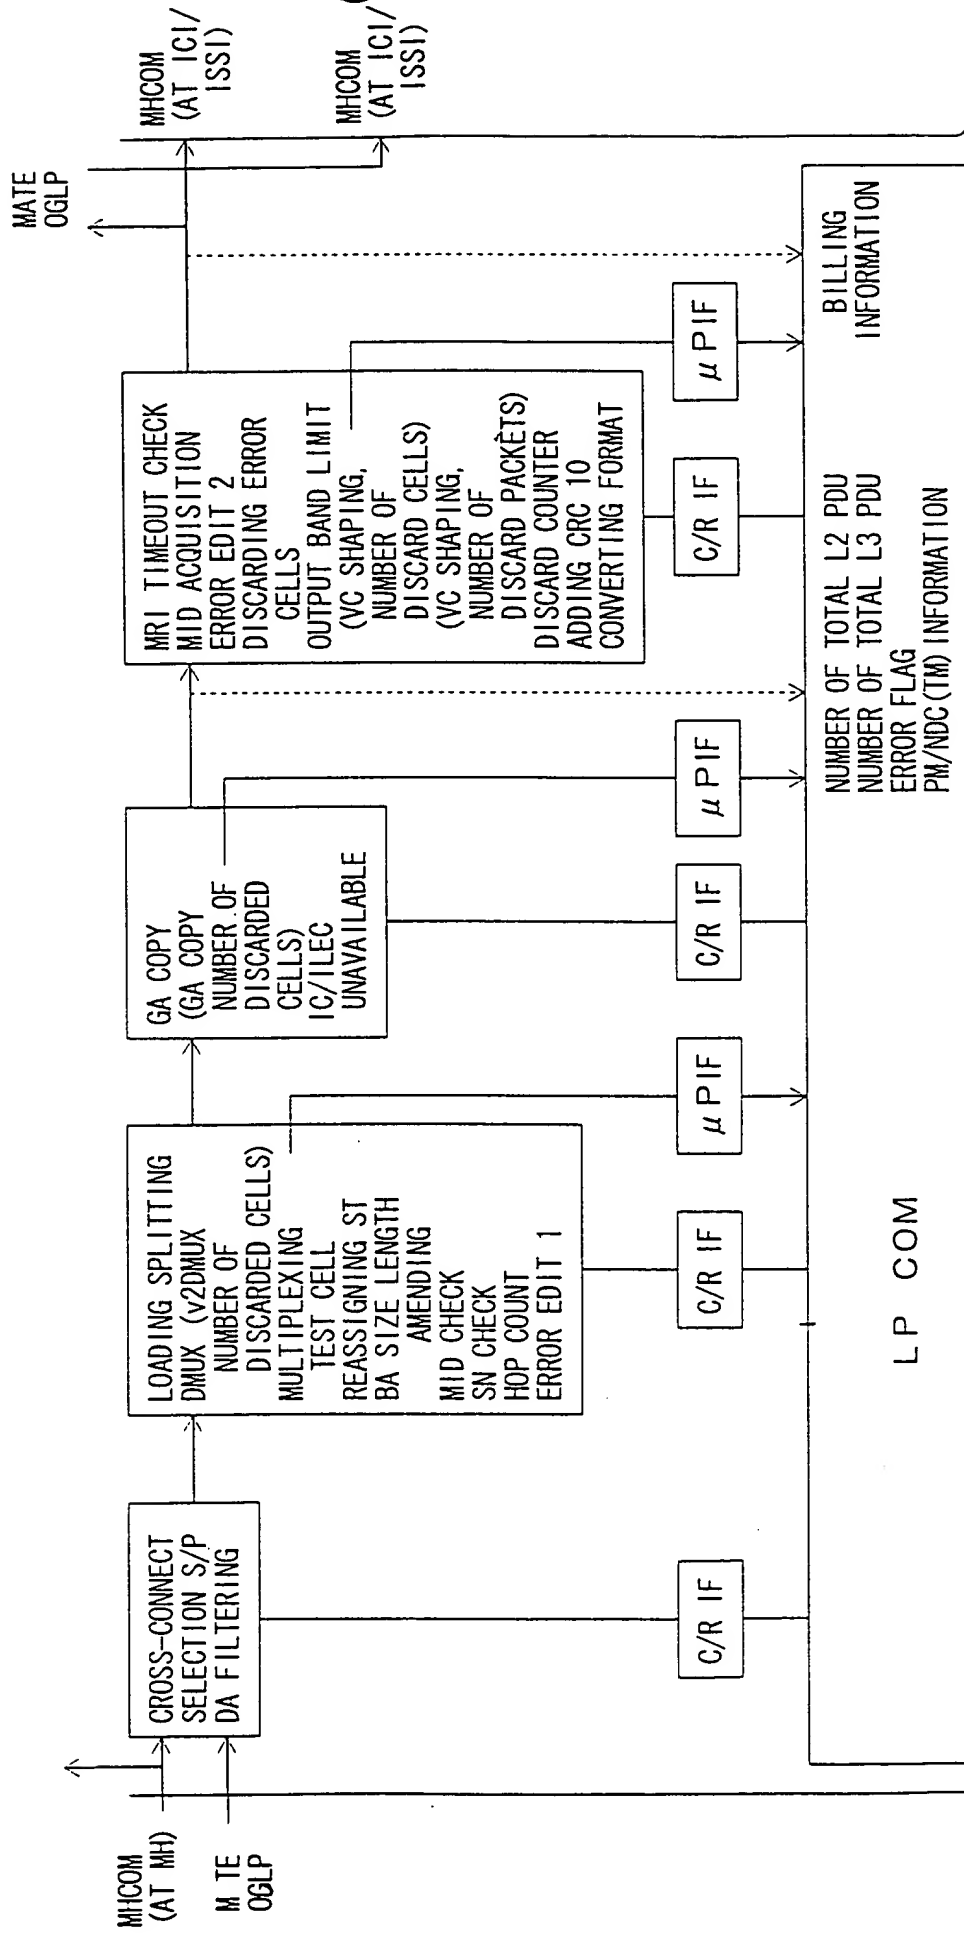 MHCOM
(AT MH)
M TE
OGLP
CROSS-CONNECT
SELECTION S/P
DA FILTERING
LOADING SPLITTING
DMUX (v2DMUX
NUMBER OF
DISCARDED CELLS)
MULTIPLEXING
TEST CELL
REASSIGNING ST
BA SIZE LENGTH
AMENDING
MID CHECK
SN CHECK
HOP COUNT
ERROR EDIT 1
GA COPY
(GA COPY
NUMBER OF
DISCARDED
CELLS)
IC/ILEC
UNAVAILABLE
MRI TIMEOUT CHECK
MID ACQUISITION
ERROR EDIT 2
DISCARDING ERROR
CELLS
OUTPUT BAND LIMIT
(VC SHAPING,
NUMBER OF
DISCARD CELLS)
(VC SHAPING,
NUMBER OF
DISCARD PACKETS)
DISCARD COUNTER
ADDING CRC 10
CONVERTING FORMAT
MATE
OGLP
MHCOM
(AT ICI/
ISSI)
MHCOM
(AT ICI/
ISSI)
C/R IF
C/R IF
μPIF
C/R IF
μPIF
C/R IF
μPIF
LP COM
NUMBER OF TOTAL L2 PDU
NUMBER OF TOTAL L3 PDU
ERROR FLAG
PM/NDC(TM) INFORMATION
BILLING
INFORMATION